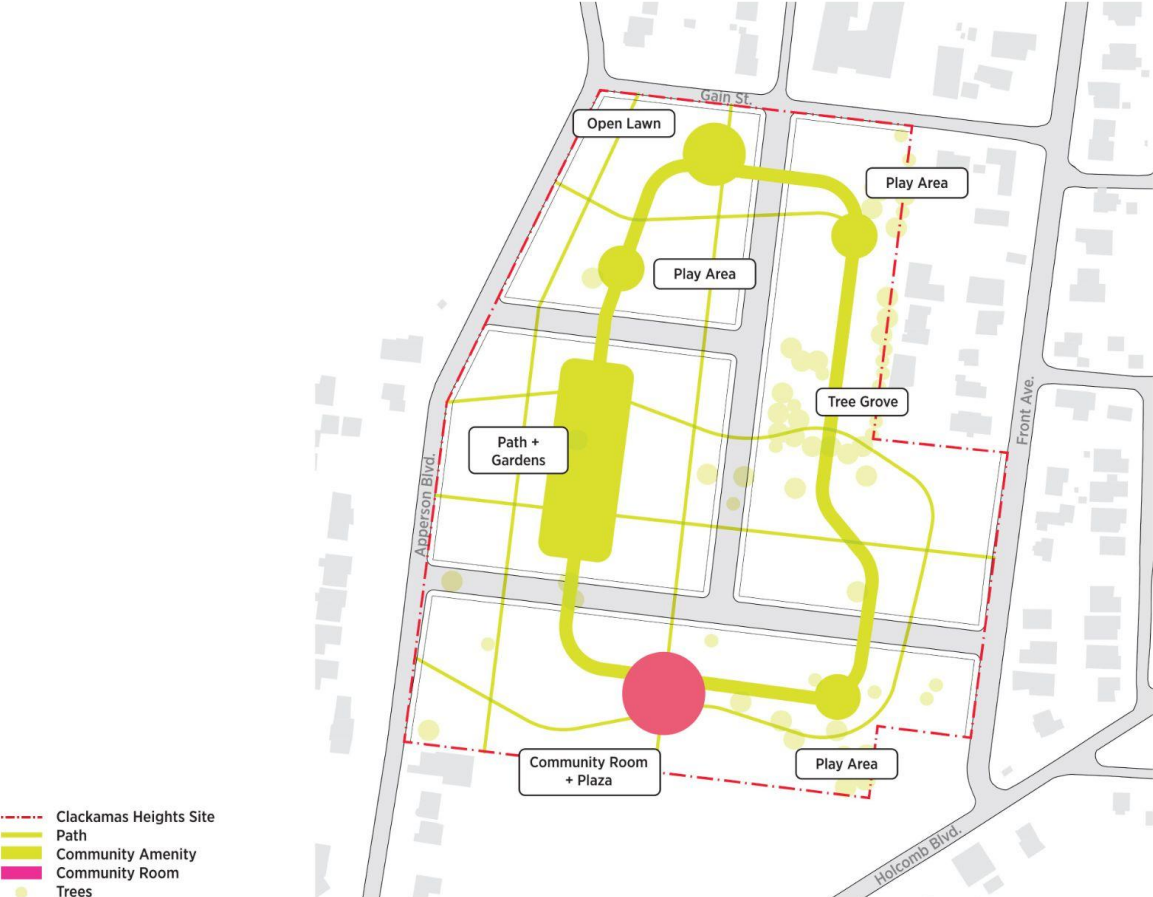 Gain St.
Open Lawn
Play Area
Play Area
Front Ave.
Tree Grove
Path +
Gardens
Apperson Blvd.
Community Room
+ Plaza
Play Area
Holcomb Blvd.
Clackamas Heights Site
Path
Community Amenity
Community Room
Trees